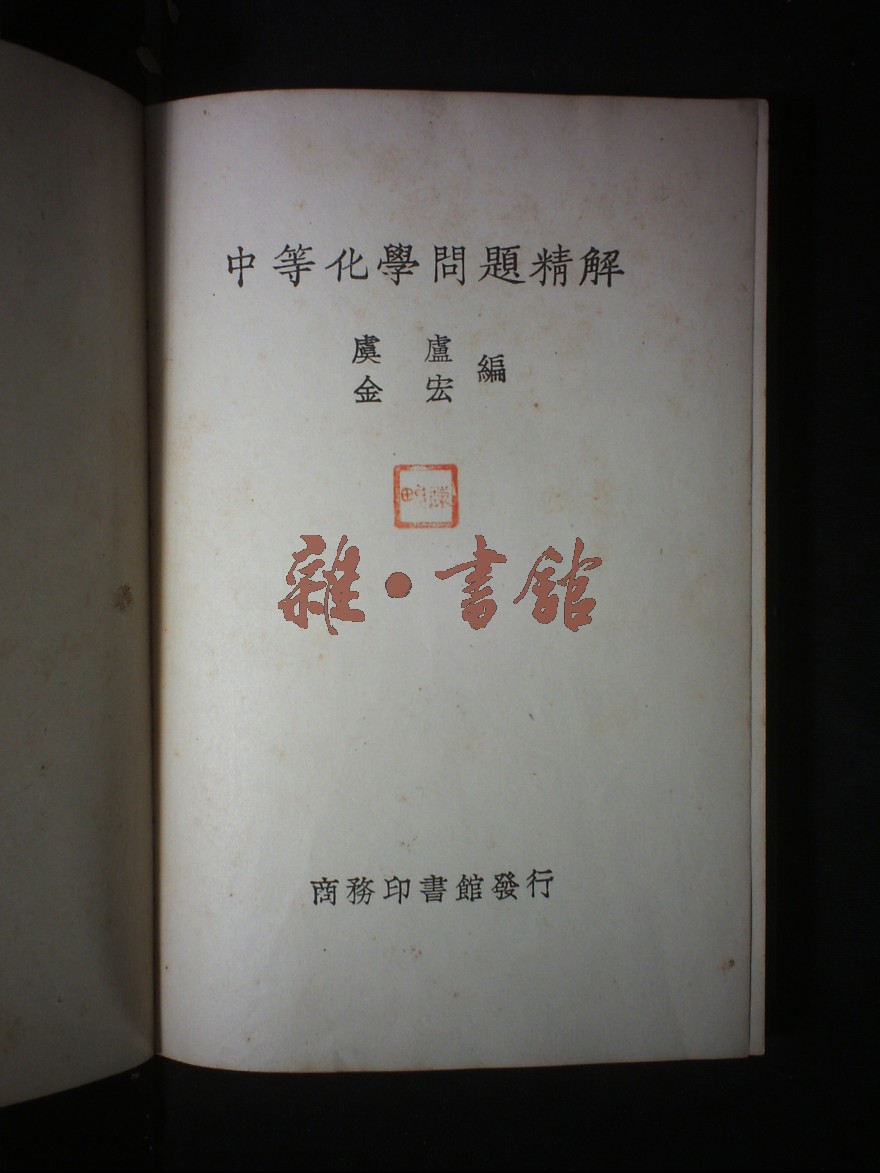 中等化學問題精解
虞 盧
金 宏 編
雜·書館
商務印書館發行